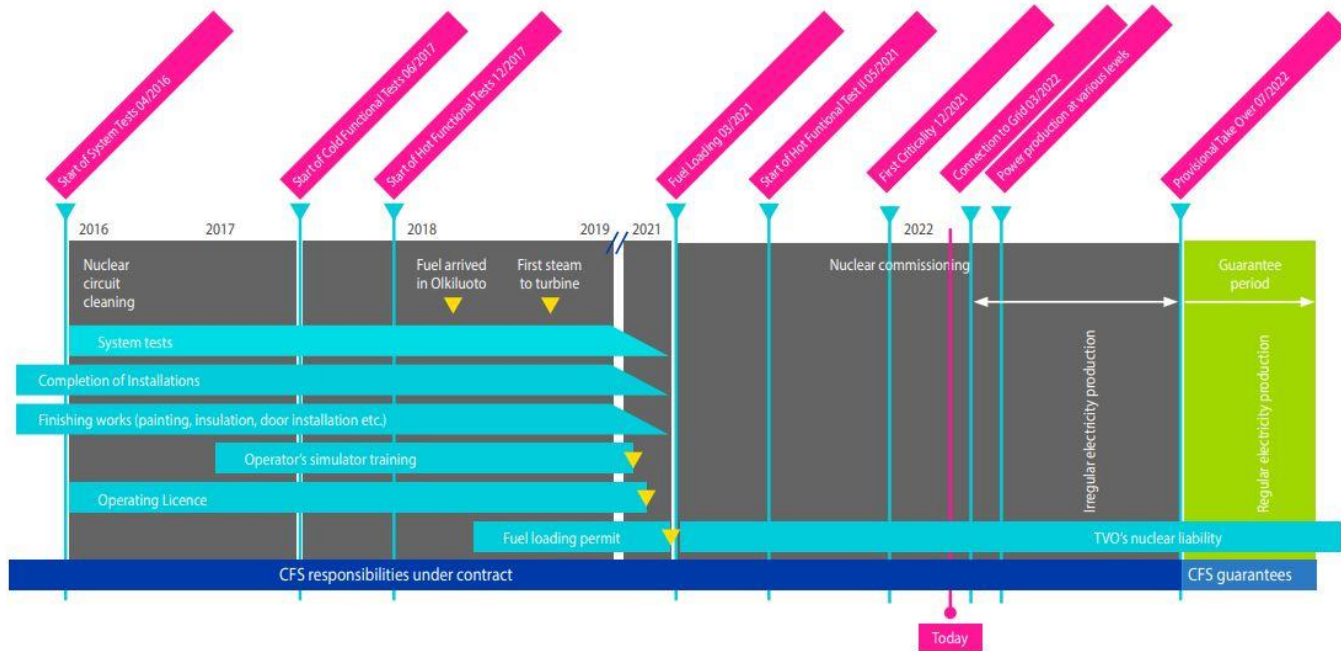 Start of System Tests 04/2016
Start of Cold Functional Tests 06/2017
Start of Hot Functional Tests 12/2017
Fuel Loading 03/2021
Start of Hot Funtional Test II 05/2021
First Criticality 12/2021
Connection to Grid 03/2022
Power production at various levels
Provisional Take Over 07/2022
2016
2017
2018
2019
2021
2022
Nuclear
circuit
cleaning
Fuel arrived
in Olkiluoto
First steam
to turbine
Nuclear commissioning
Guarantee
period
System tests
Completion of Installations
Finishing works (painting, insulation, door installation etc.)
Operator's simulator training
Operating Licence
Fuel loading permit
Irregular electricity production
Regular electricity production
TVO's nuclear liability
CFS responsibilities under contract
CFS guarantees
Today